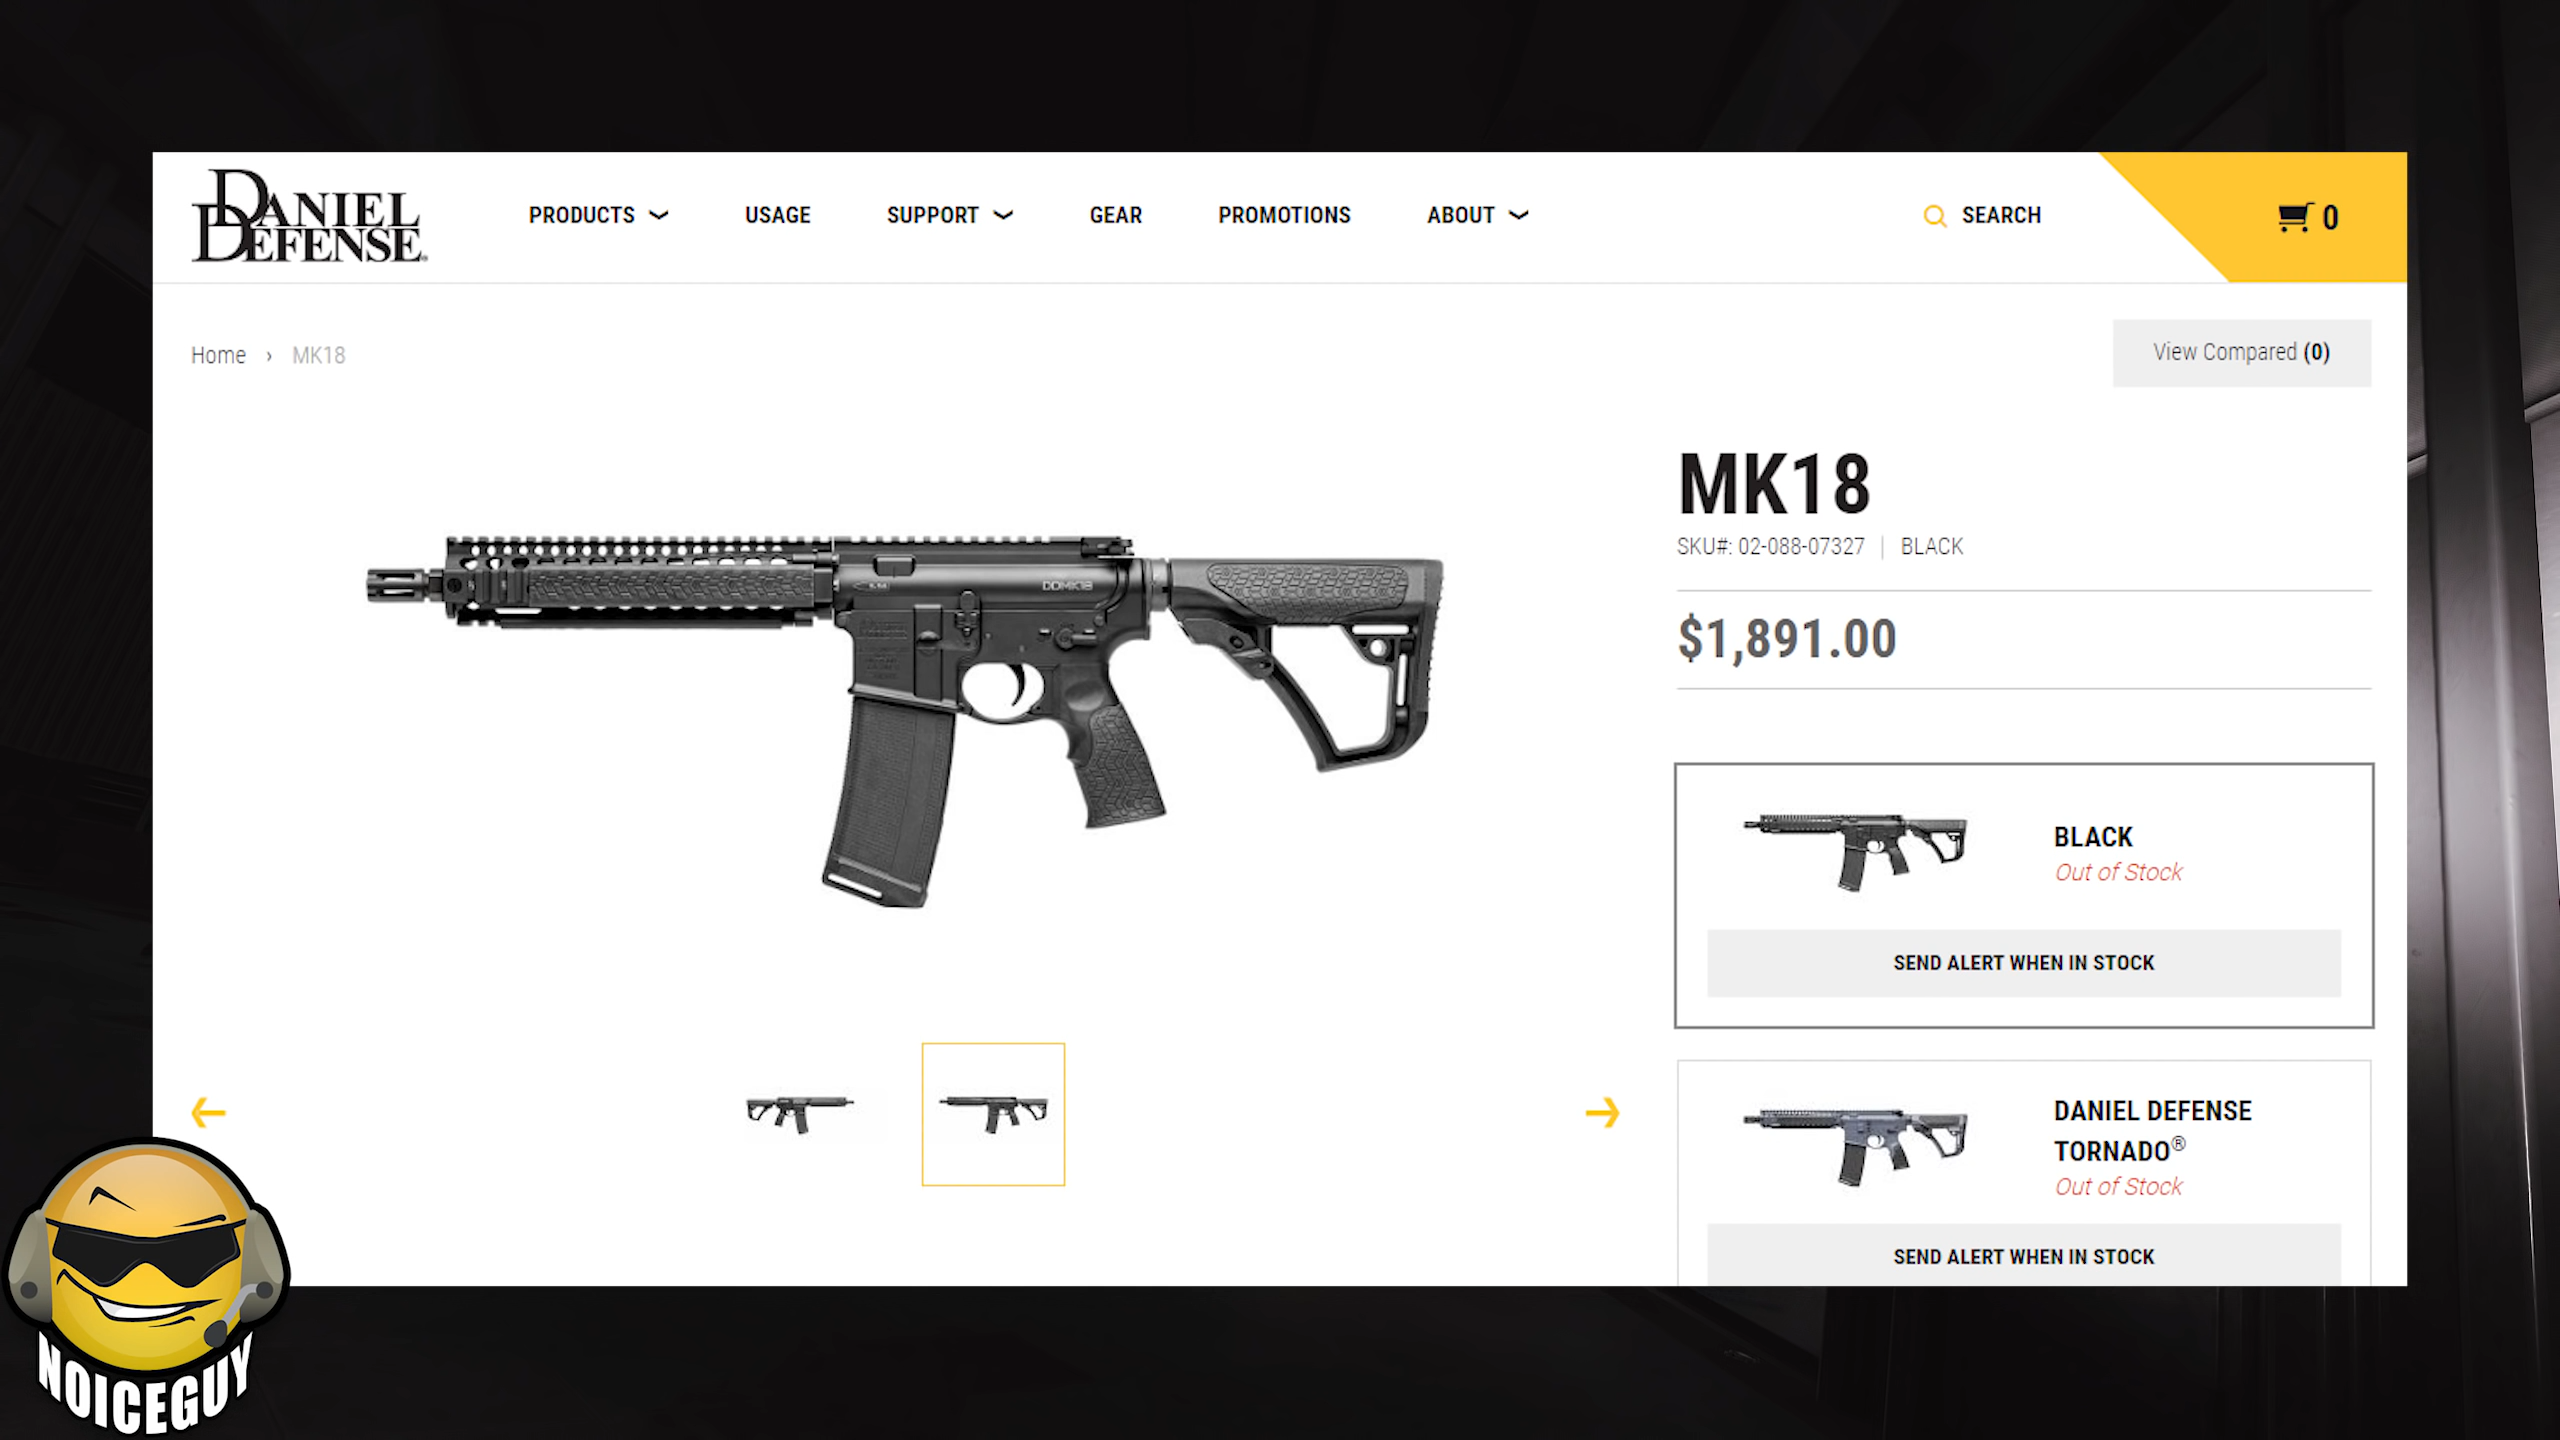 DANIEL
DEFENSE
PRODUCTS
USAGE
SUPPORT
GEAR
PROMOTIONS
ABOUT
SEARCH
0
Home › MK18
View Compared (0)
MK18
SKU#: 02-088-07327 | BLACK
$1,891.00
DDMK18
BLACK
Out of Stock
SEND ALERT WHEN IN STOCK
DANIEL DEFENSE
TORNADO®
Out of Stock
SEND ALERT WHEN IN STOCK
NOICEGUY